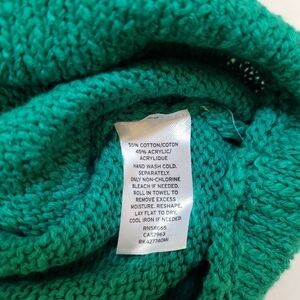 55% COTTON/COTON
45% ACRYLIC/
ACRYLIQUE
HAND WASH COLD.
SEPARATELY.
ONLY NON-CHLORINE
BLEACH IF NEEDED.
ROLL IN TOWEL TO
REMOVE EXCESS
MOISTURE. RESHAPE.
LAY FLAT TO DRY.
COOL IRON IF NEEDED.
RN58665
CA57963